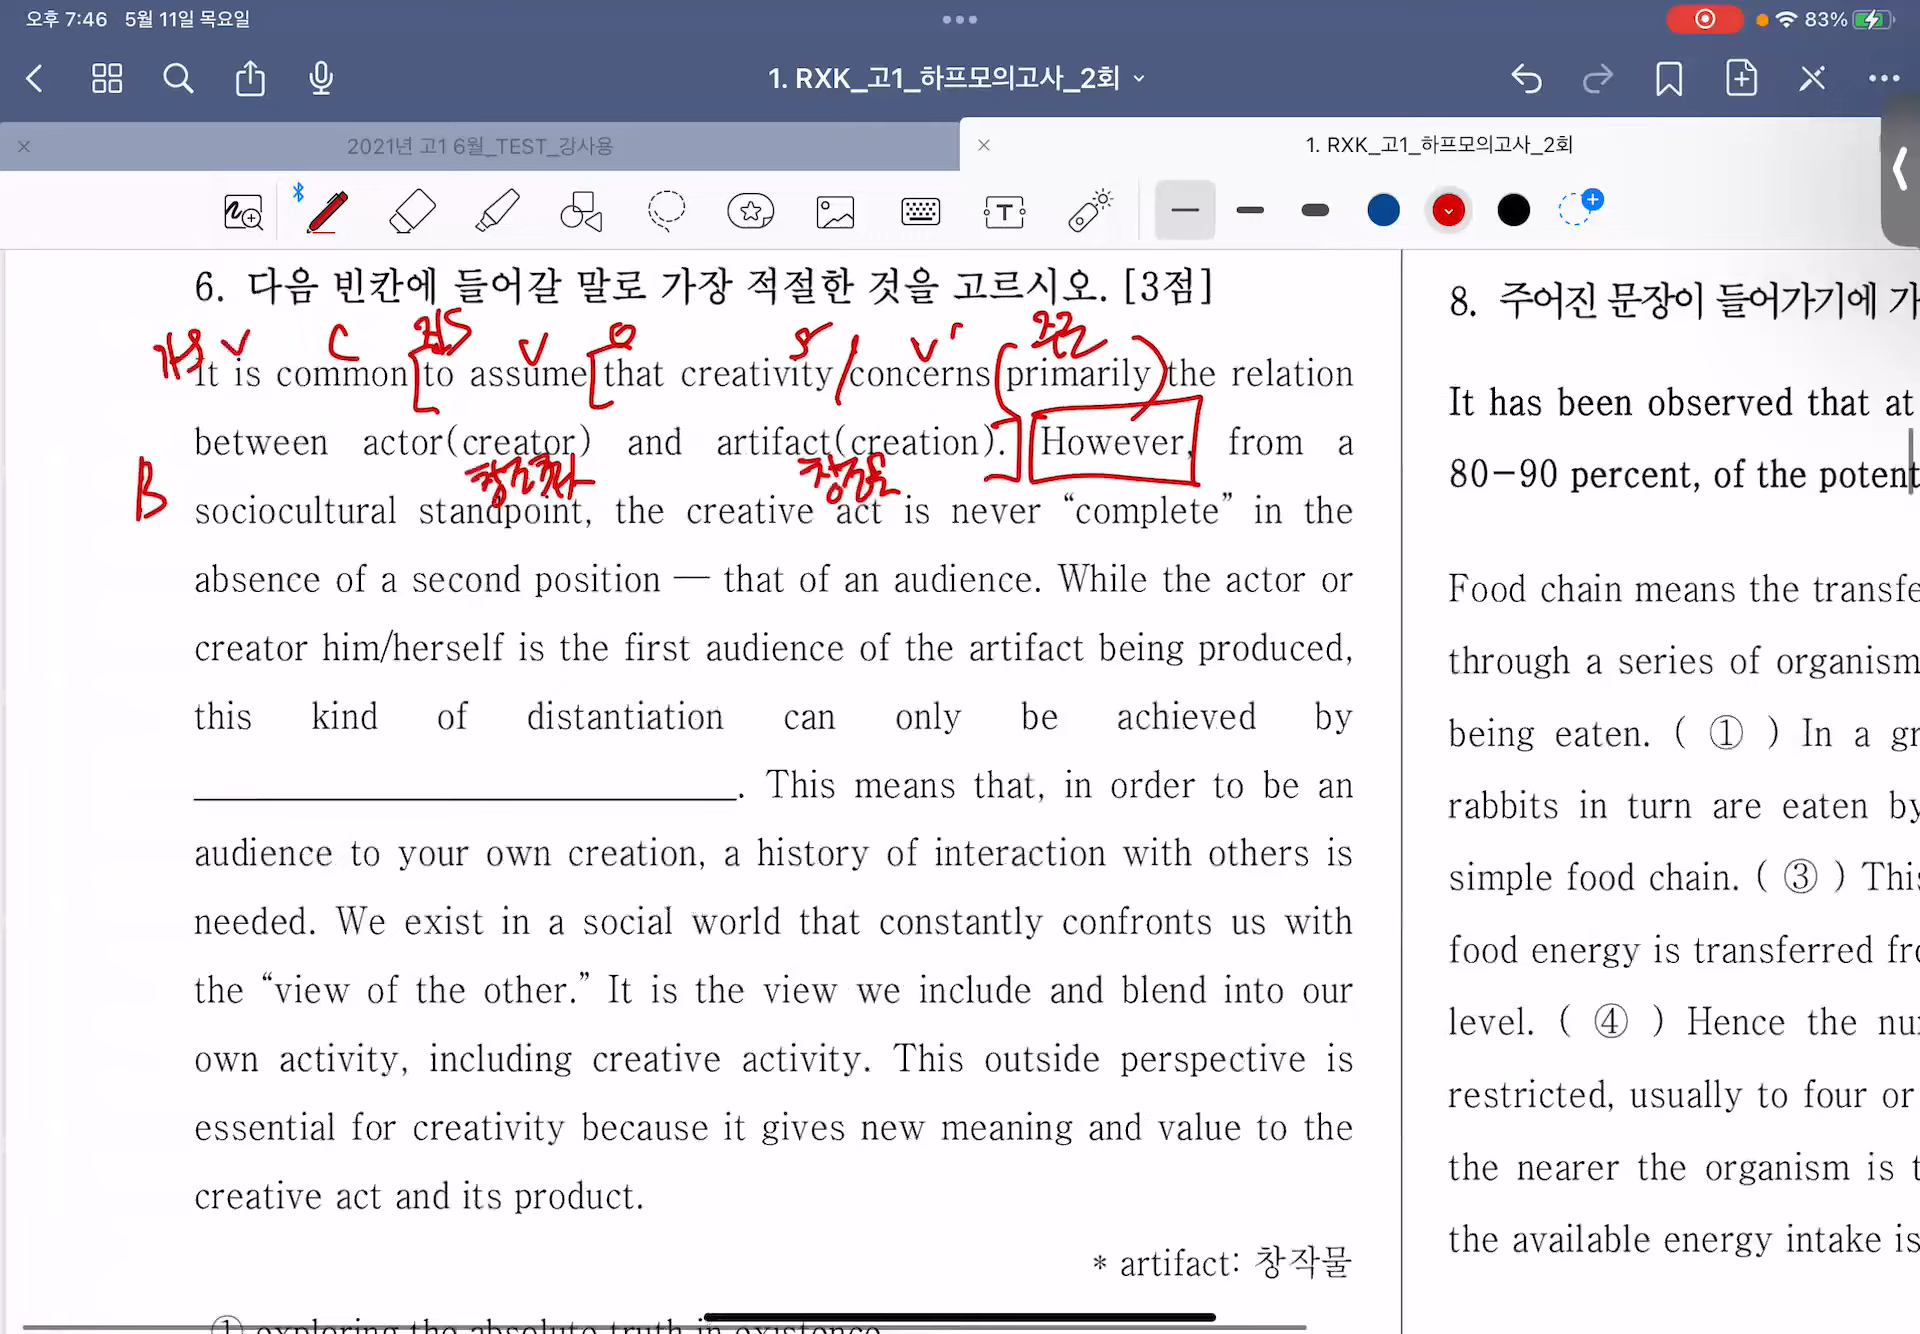 오후 7:46 5월 11일 목요일
83%
1. RXK_고1_하프모의고사_2회
2021년 고1 6월_TEST_강사용
1. RXK_고1_하프모의고사_2회
6. 다음 빈칸에 들어갈 말로 가장 적절한 것을 고르시오. [3점]
V C V O S V'
It is common to assume that creativity concerns primarily the relation
between actor(creator) and artifact(creation). However, from a
창조자 창조물
B
sociocultural standpoint, the creative act is never “complete” in the
absence of a second position — that of an audience. While the actor or
creator him/herself is the first audience of the artifact being produced,
this kind of distantiation can only be achieved by
. This means that, in order to be an
audience to your own creation, a history of interaction with others is
needed. We exist in a social world that constantly confronts us with
the “view of the other.” It is the view we include and blend into our
own activity, including creative activity. This outside perspective is
essential for creativity because it gives new meaning and value to the
creative act and its product.
* artifact: 창작물
① exploring the absolute truth in existence
8. 주어진 문장이 들어가기에 가
It has been observed that at
80-90 percent, of the potent
Food chain means the transfe
through a series of organism
being eaten. ( ① ) In a gr
rabbits in turn are eaten by
simple food chain. ( ③ ) This
food energy is transferred fro
level. ( ④ ) Hence the nu
restricted, usually to four or
the nearer the organism is t
the available energy intake is